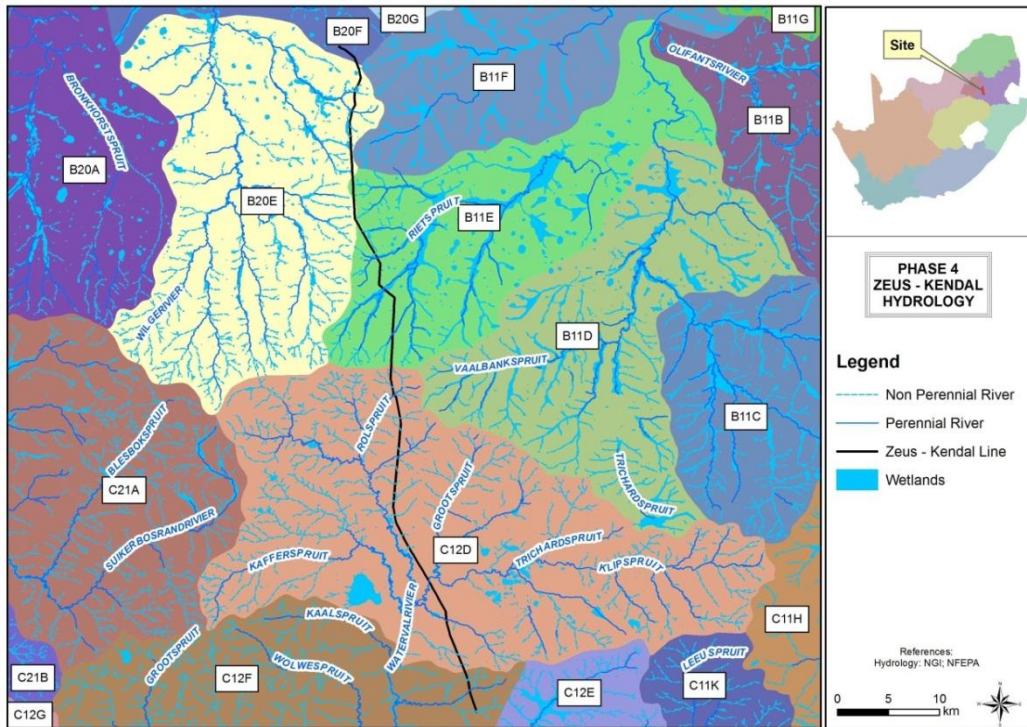 B20G
B20F
B11G
B11F
OLIFANTSRIVIER
BRONKHORSTSPRUIT
B11B
B20A
B20E
RIETSPRUIT
B11E
WILGERIVIER
B11D
VAALBANKSPRUIT
B11C
ROLSPRUIT
BLESBOKSPRUIT
C21A
GROOTSPRUIT
TRICHARDSPRUIT
SUIKERBOSRANDRIVIER
C12D
KAFFERSPRUIT
TRICHARDSPRUIT
KLIPSPRUIT
KAALSPRUIT
WATERVALRIVIER
C11H
GROOTSPRUIT
WOLWESPRUIT
LEEUSPRUIT
C21B
C12F
C12E
C11K
C12G
Site
PHASE 4
ZEUS - KENDAL
HYDROLOGY
Legend
Non Perennial River
Perennial River
Zeus - Kendal Line
Wetlands
References:
Hydrology: NGI; NFEPA
0 5 10
km
N
E
S
W